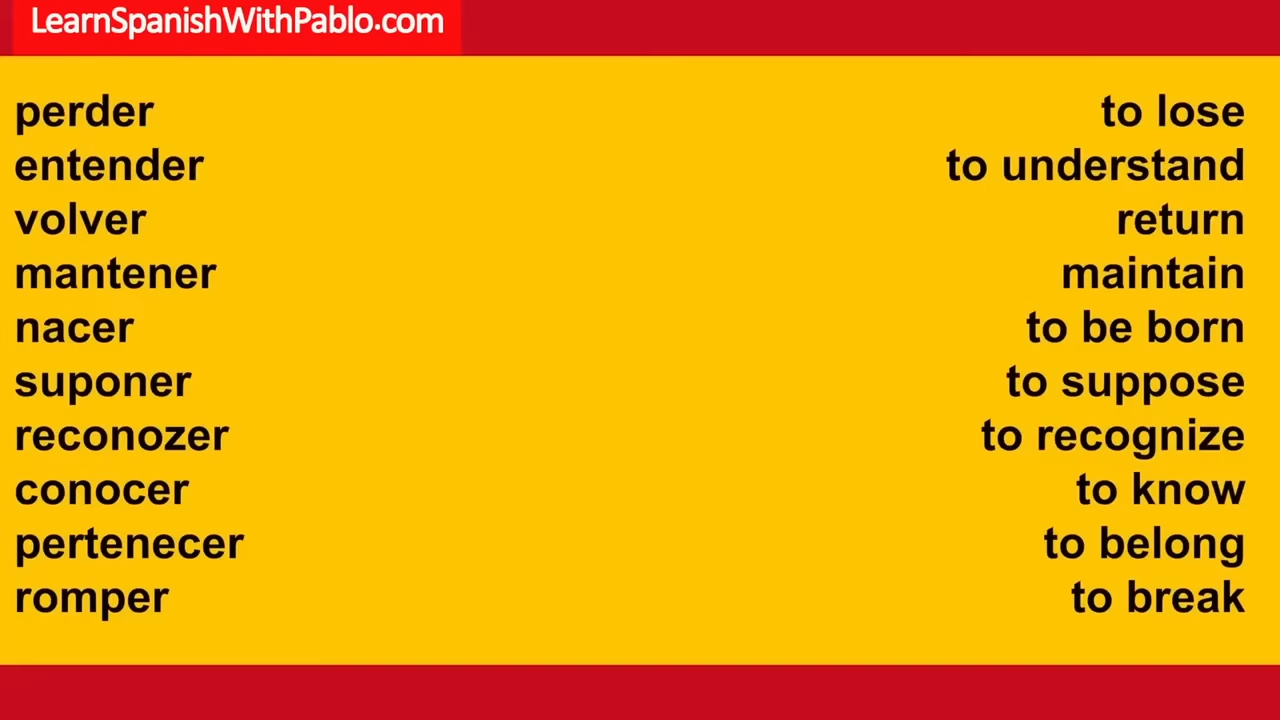 LearnSpanishWithPablo.com
perder to lose
entender to understand
volver return
mantener maintain
nacer to be born
suponer to suppose
reconozer to recognize
conocer to know
pertenecer to belong
romper to break